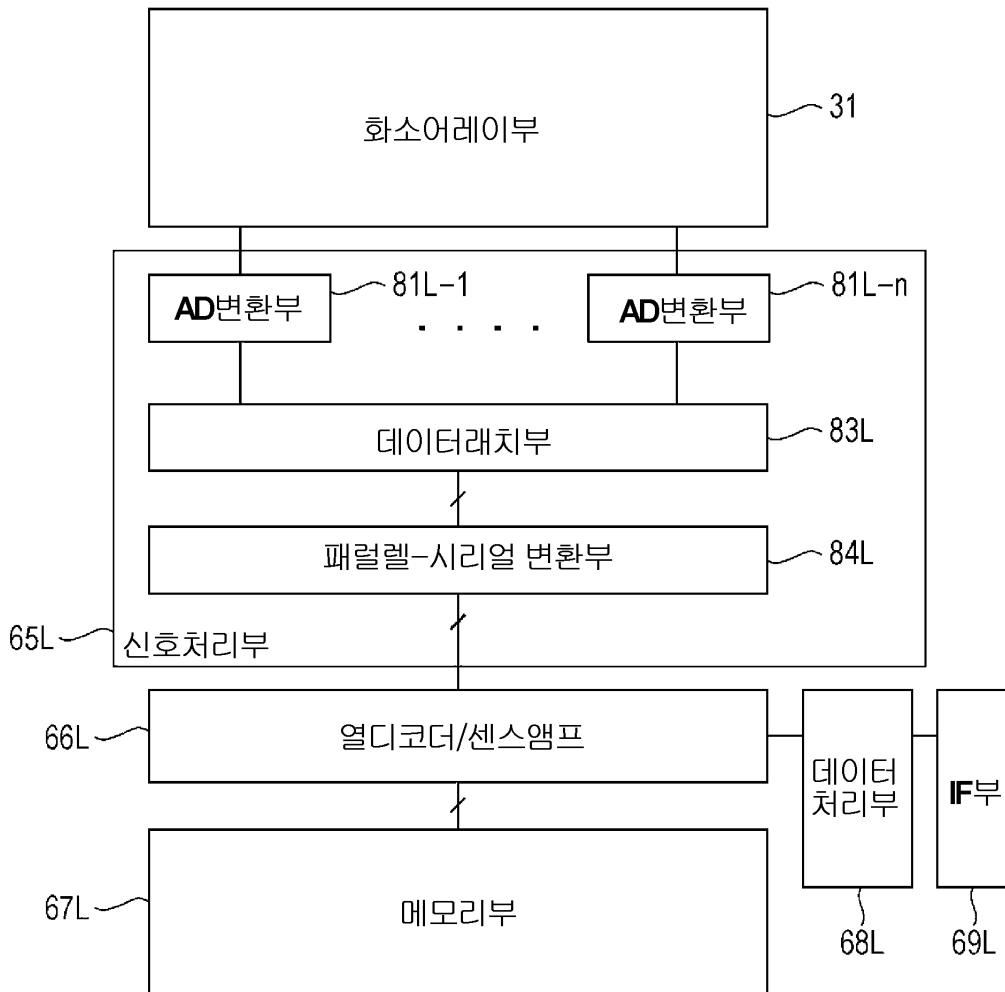 화소어레이부
31
AD변환부
81L-1
. . . .
AD변환부
81L-n
데이터래치부
83L
패럴렐-시리얼 변환부
84L
65L
신호처리부
66L
열디코더/센스앰프
데이터
처리부
IF부
67L
메모리부
68L
69L